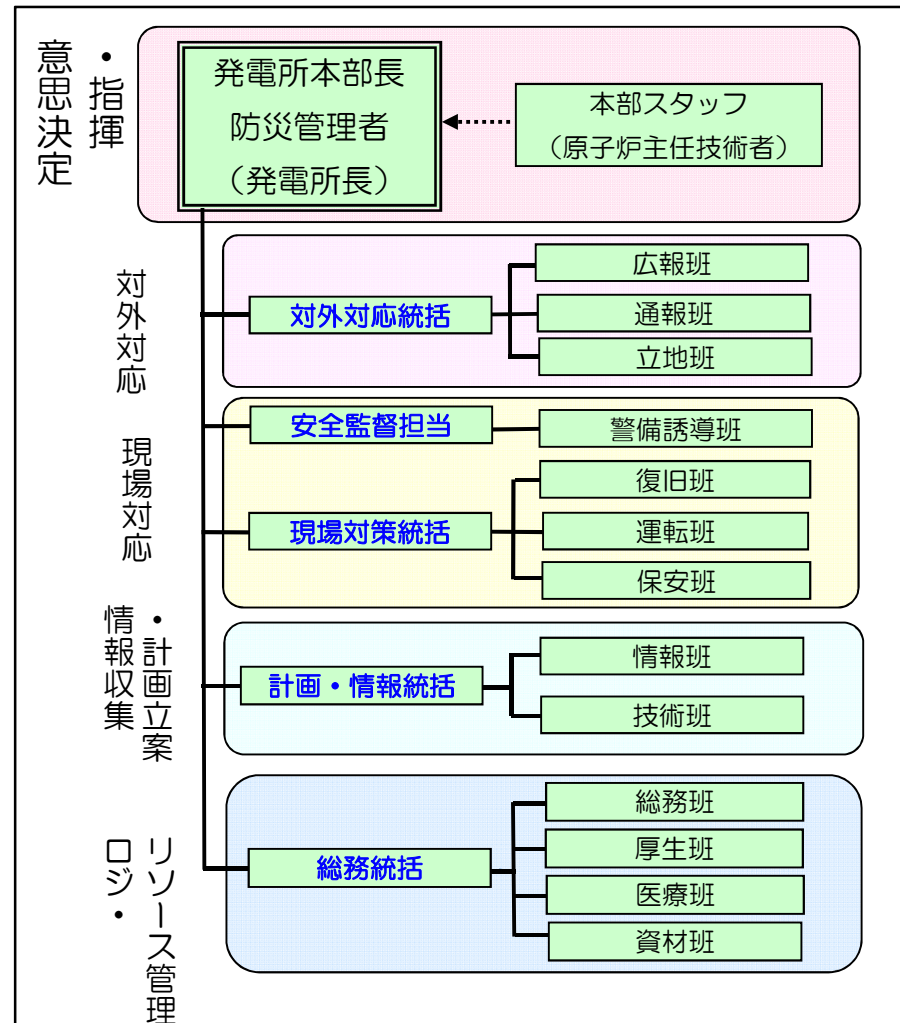 意思決定
・指揮
発電所本部長
防災管理者
（発電所長）
本部スタッフ
（原子炉主任技術者）
対外対応
対外対応統括
広報班
通報班
立地班
現場対応
安全監督担当
警備誘導班
現場対策統括
復旧班
運転班
保安班
情報収集
・計画立案
計画・情報統括
情報班
技術班
ロジ・
リソース管理
総務統括
総務班
厚生班
医療班
資材班